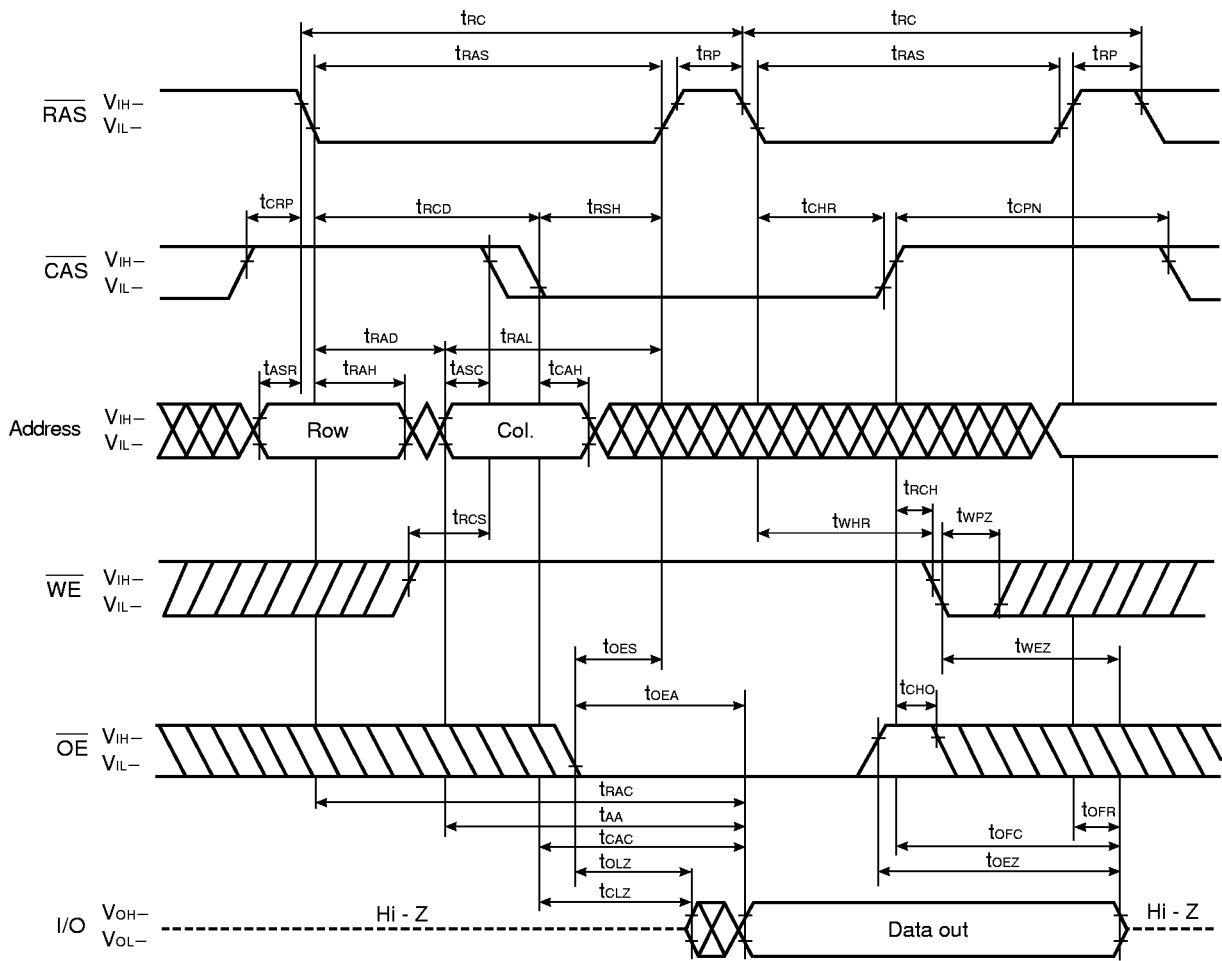 tRC tRC
tRAS tRP tRAS tRP
RAS VIH–
VIL–
tCRP tRCD tRSH tCHR tCPN
CAS VIH–
VIL–
tRAD tRAL
tASR tRAH tASC tCAH
Address VIH–
VIL–
Row Col.
tRCH
tRCS tWHR tWPZ
WE VIH–
VIL–
tOES tWEZ
tOEA tCHO
OE VIH–
VIL–
tRAC
tAA tOFR
tCAC tOFC
tOLZ tOEZ
tCLZ
I/O VOH–
VOL–
Hi - Z Data out Hi - Z